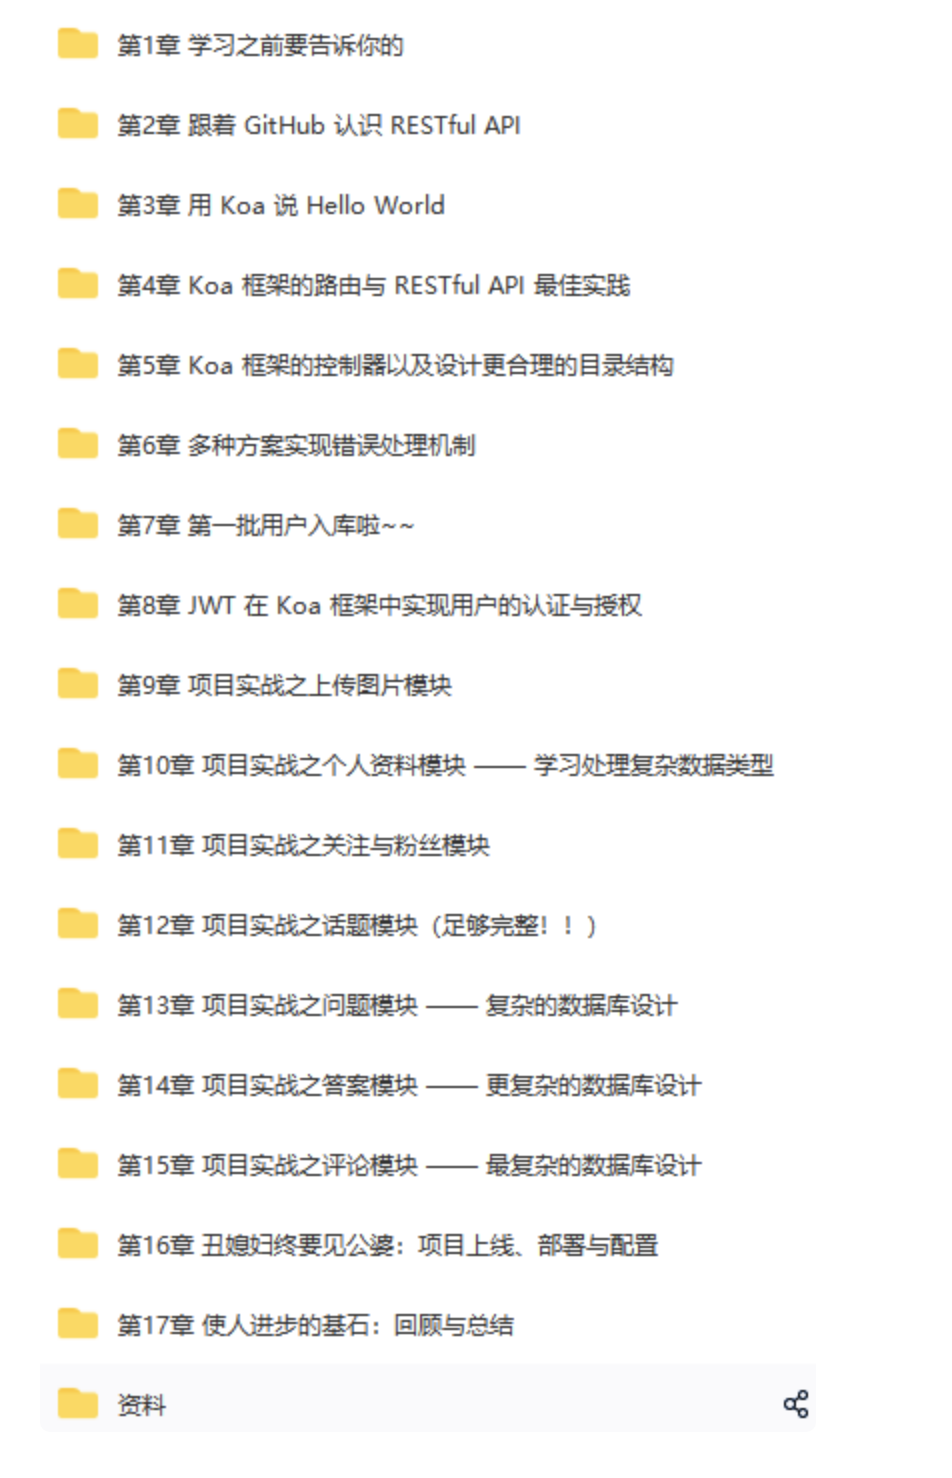 第1章 学习之前要告诉你的
第2章 跟着 GitHub 认识 RESTful API
第3章 用 Koa 说 Hello World
第4章 Koa 框架的路由与 RESTful API 最佳实践
第5章 Koa 框架的控制器以及设计更合理的目录结构
第6章 多种方案实现错误处理机制
第7章 第一批用户入库啦~~
第8章 JWT 在 Koa 框架中实现用户的认证与授权
第9章 项目实战之上传图片模块
第10章 项目实战之个人资料模块 —— 学习处理复杂数据类型
第11章 项目实战之关注与粉丝模块
第12章 项目实战之话题模块（足够完整！！）
第13章 项目实战之问题模块 —— 复杂的数据库设计
第14章 项目实战之答案模块 —— 更复杂的数据库设计
第15章 项目实战之评论模块 —— 最复杂的数据库设计
第16章 丑媳妇终要见公婆：项目上线、部署与配置
第17章 使人进步的基石：回顾与总结
资料